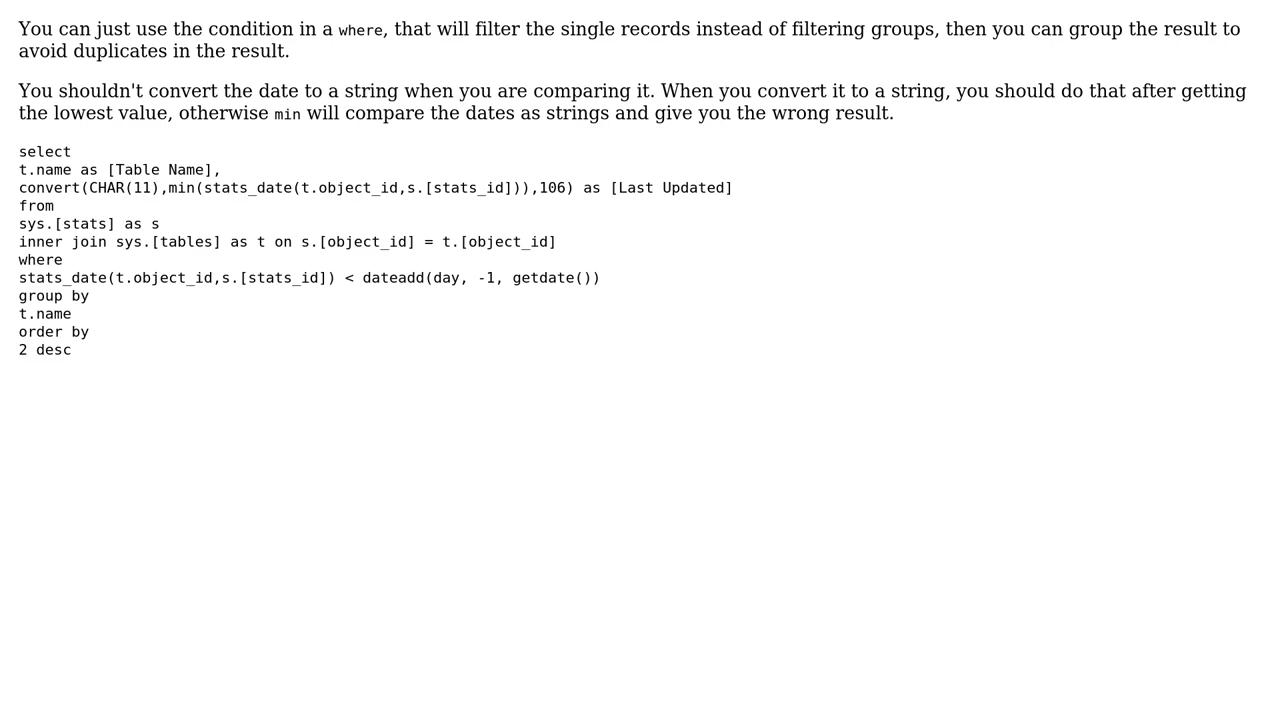 You can just use the condition in a where, that will filter the single records instead of filtering groups, then you can group the result to
avoid duplicates in the result.
You shouldn't convert the date to a string when you are comparing it. When you convert it to a string, you should do that after getting
the lowest value, otherwise min will compare the dates as strings and give you the wrong result.
select
t.name as [Table Name],
convert(CHAR(11),min(stats_date(t.object_id,s.[stats_id])),106) as [Last Updated]
from
sys.[stats] as s
inner join sys.[tables] as t on s.[object_id] = t.[object_id]
where
stats_date(t.object_id,s.[stats_id]) < dateadd(day, -1, getdate())
group by
t.name
order by
2 desc